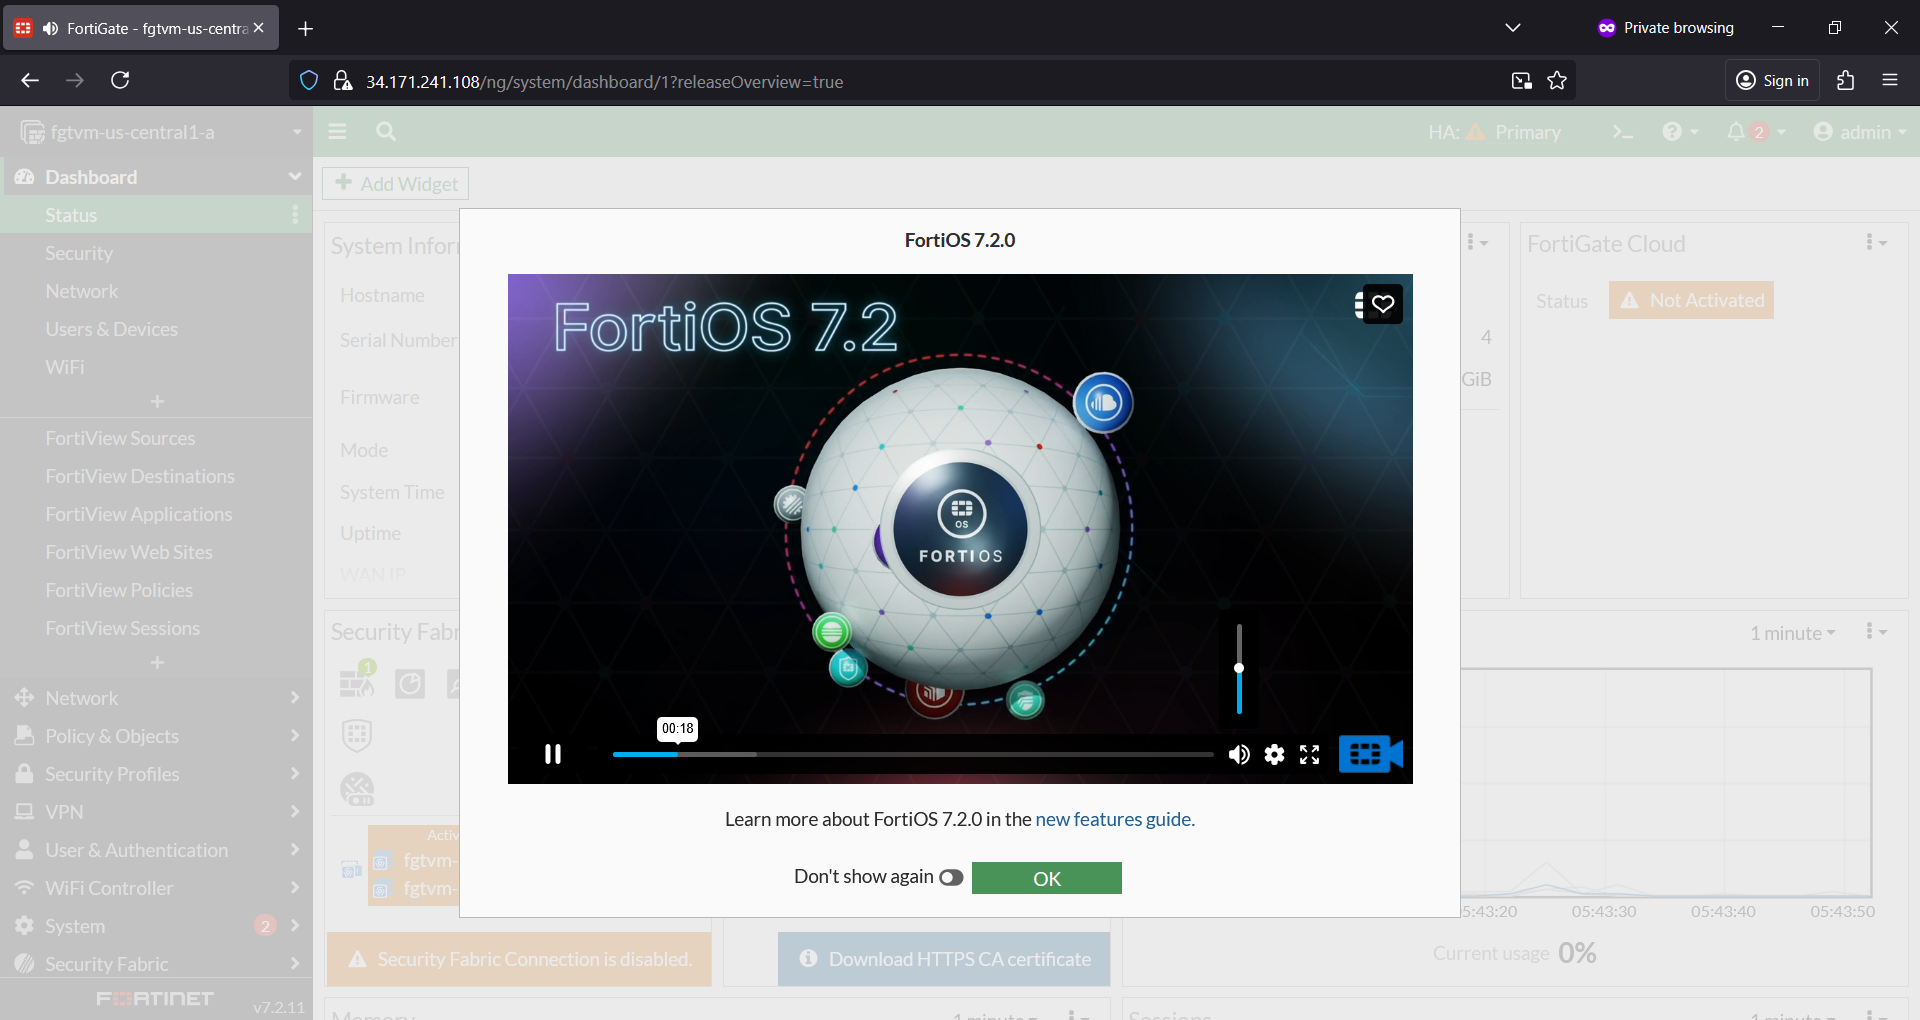 FortiGate - fgtvm-us-centra
Private browsing
34.171.241.108/ng/system/dashboard/1?releaseOverview=true
Sign in
fgtvm-us-central1-a
HA:
Primary
2
admin
Dashboard
Add Widget
Status
Security
Network
Users & Devices
WiFi
FortiView Sources
FortiView Destinations
FortiView Applications
FortiView Web Sites
FortiView Policies
FortiView Sessions
Network
Policy & Objects
Security Profiles
VPN
User & Authentication
WiFi Controller
System
2
Security Fabric
FORTINET
v7.2.11
System Infor
Hostname
Serial Number
Firmware
Mode
System Time
Uptime
WAN IP
4
GiB
FortiGate Cloud
Status
Not Activated
FortiOS 7.2.0
FortiOS 7.2
OS
FORTIOS
00:18
Learn more about FortiOS 7.2.0 in the new features guide.
Don't show again
OK
Security Fabr
1
Activ
fgtvm-
fgtvm-
Security Fabric Connection is disabled.
Download HTTPS CA certificate
1 minute
5:43:20
05:43:30
05:43:40
05:43:50
Current usage 0%
Memory
1 minute
Sessions
1 minute